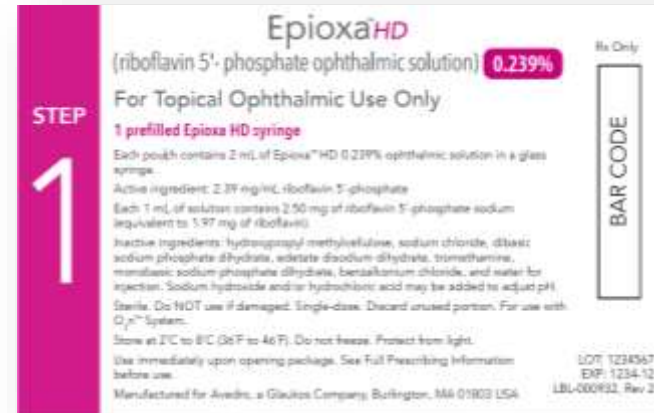 STEP
1
Epioxa™HD
(riboflavin 5'- phosphate ophthalmic solution) 0.239%
For Topical Ophthalmic Use Only
1 prefilled Epioxa HD syringe
Each pouch contains 2 mL of Epioxa™ HD 0.239% ophthalmic solution in a glass
syringe.
Active ingredient: 2.39 mg/mL riboflavin 5'-phosphate
Each 1 mL of solution contains 2.50 mg of riboflavin 5'-phosphate sodium
(equivalent to 1.97 mg of riboflavin).
Inactive ingredients: hydroxypropyl methylcellulose, sodium chloride, dibasic
sodium phosphate dihydrate, edetate disodium dihydrate, tromethamine,
monobasic sodium phosphate dihydrate, benzalkonium chloride, and water for
injection. Sodium hydroxide and/or hydrochloric acid may be added to adjust pH.
Sterile. Do NOT use if damaged. Single-dose. Discard unused portion. For use with
O₂n™ System.
Store at 2°C to 8°C (36°F to 46°F). Do not freeze. Protect from light.
Use immediately upon opening package. See Full Prescribing Information
before use.
Manufactured for Avedro, a Glaukos Company, Burlington, MA 01803 USA
Rx Only
BAR CODE
LOT: 1234567
EXP: 1234-12
LBL-000932, Rev 2